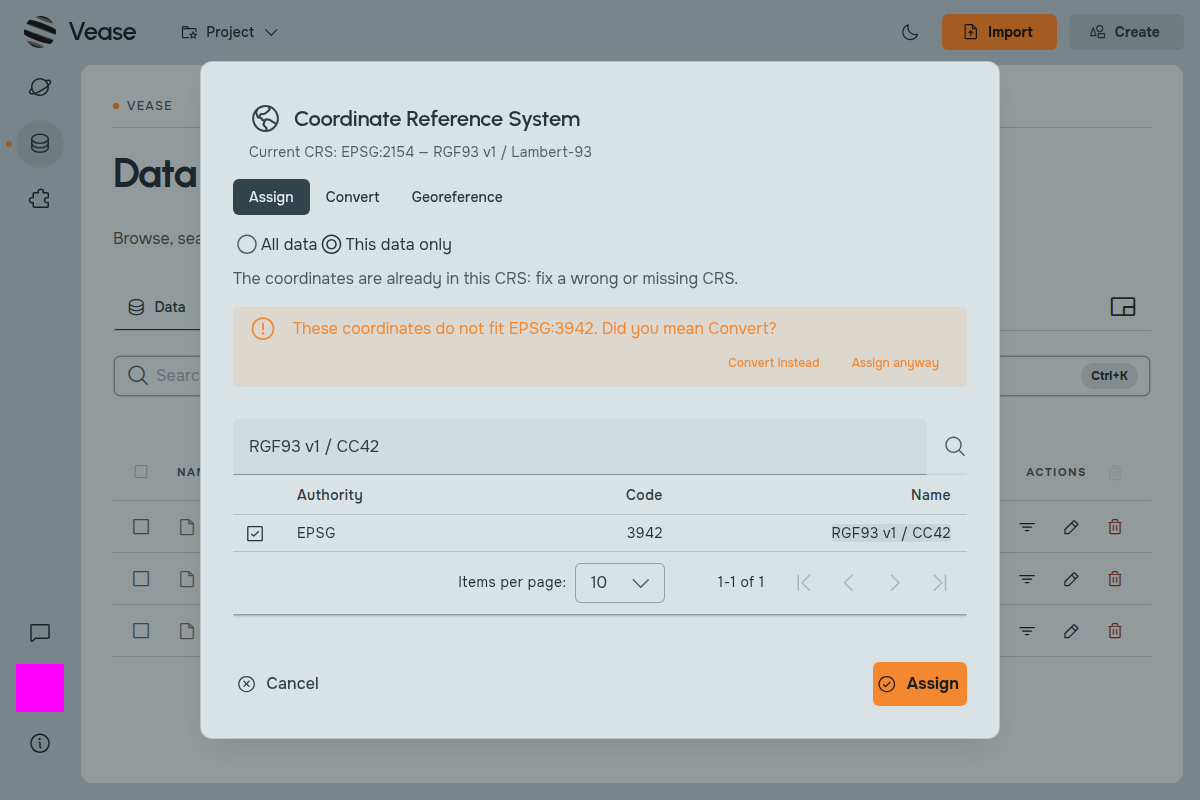 Vease
Project
Import
Create
VEASE
Data
Browse, sea
Data
Searc
Ctrl+K
NAM
ACTIONS
Coordinate Reference System
Current CRS: EPSG:2154 — RGF93 v1 / Lambert-93
Assign
Convert
Georeference
All data
This data only
The coordinates are already in this CRS: fix a wrong or missing CRS.
These coordinates do not fit EPSG:3942. Did you mean Convert?
Convert instead
Assign anyway
RGF93 v1 / CC42
Authority
Code
Name
EPSG
3942
RGF93 v1 / CC42
Items per page:
10
1-1 of 1
Cancel
Assign